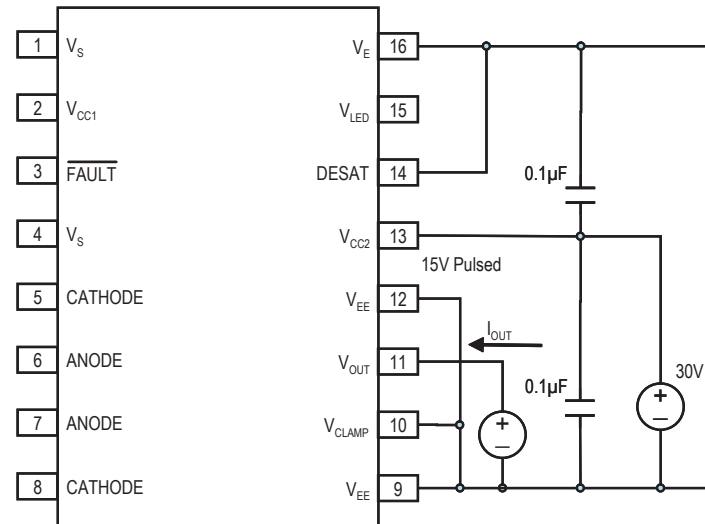 1 V_S
2 V_CC1
3 FAULT
4 V_S
5 CATHODE
6 ANODE
7 ANODE
8 CATHODE
V_E 16
V_LED 15
DESAT 14
V_CC2 13
V_EE 12
V_OUT 11
V_CLAMP 10
V_EE 9
0.1µF
15V Pulsed
I_OUT
+
—
0.1µF
30V
+
—